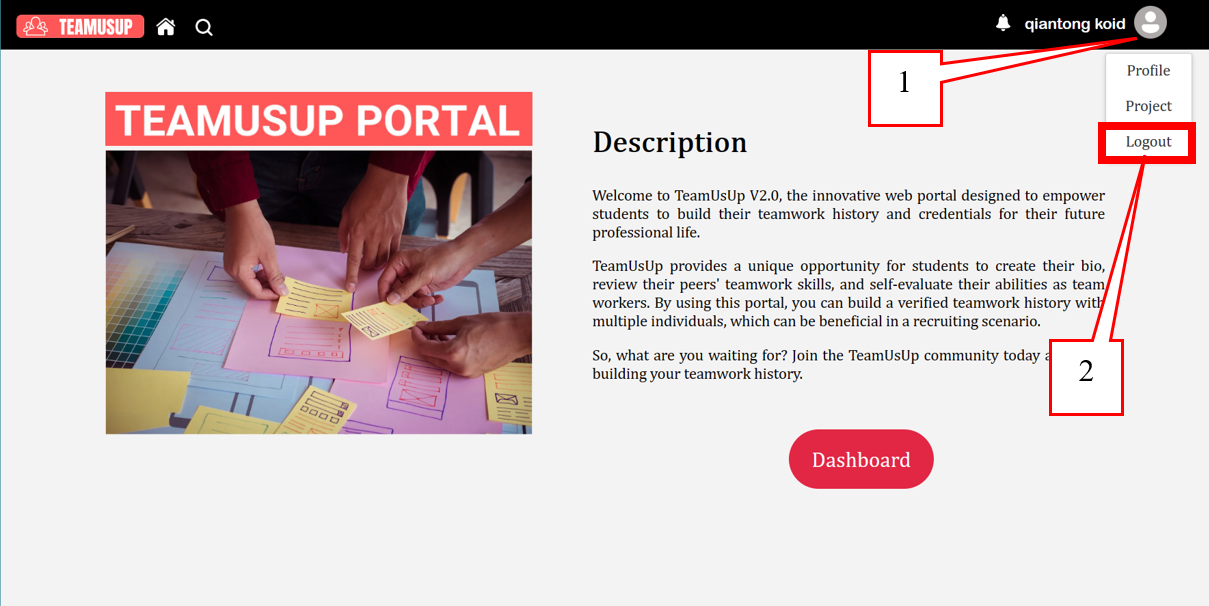 TEAMUSUP
qiantong koid
1
Profile
Project
Logout
TEAMUSUP PORTAL
Description
Welcome to TeamUsUp V2.0, the innovative web portal designed to empower
students to build their teamwork history and credentials for their future
professional life.
TeamUsUp provides a unique opportunity for students to create their bio,
review their peers' teamwork skills, and self-evaluate their abilities as team
workers. By using this portal, you can build a verified teamwork history with
multiple individuals, which can be beneficial in a recruiting scenario.
So, what are you waiting for? Join the TeamUsUp community today a
building your teamwork history.
2
Dashboard